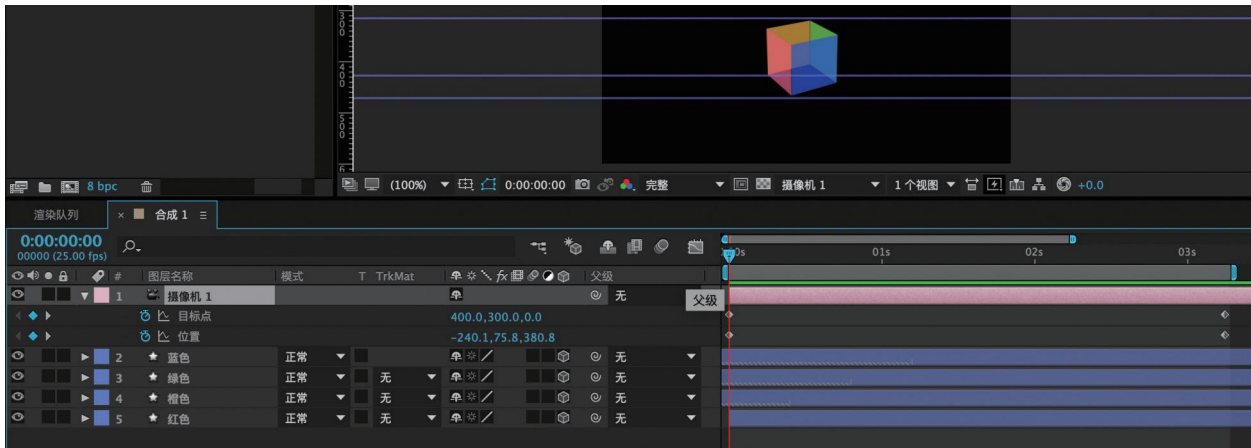 300
400
500
6
8 bpc
(100%) 0:00:00:00 完整 摄像机 1 1 个视图 +0.0
渲染队列 × 合成 1 ≡
0:00:00:00
00000 (25.00 fps)
0s 01s 02s 03s
# 图层名称 模式 T TrkMat fx 父级
1 摄像机 1 无 父级
目标点 400.0,300.0,0.0
位置 -240.1,75.8,380.8
2 蓝色 正常 无
3 绿色 正常 无 无
4 橙色 正常 无 无
5 红色 正常 无 无